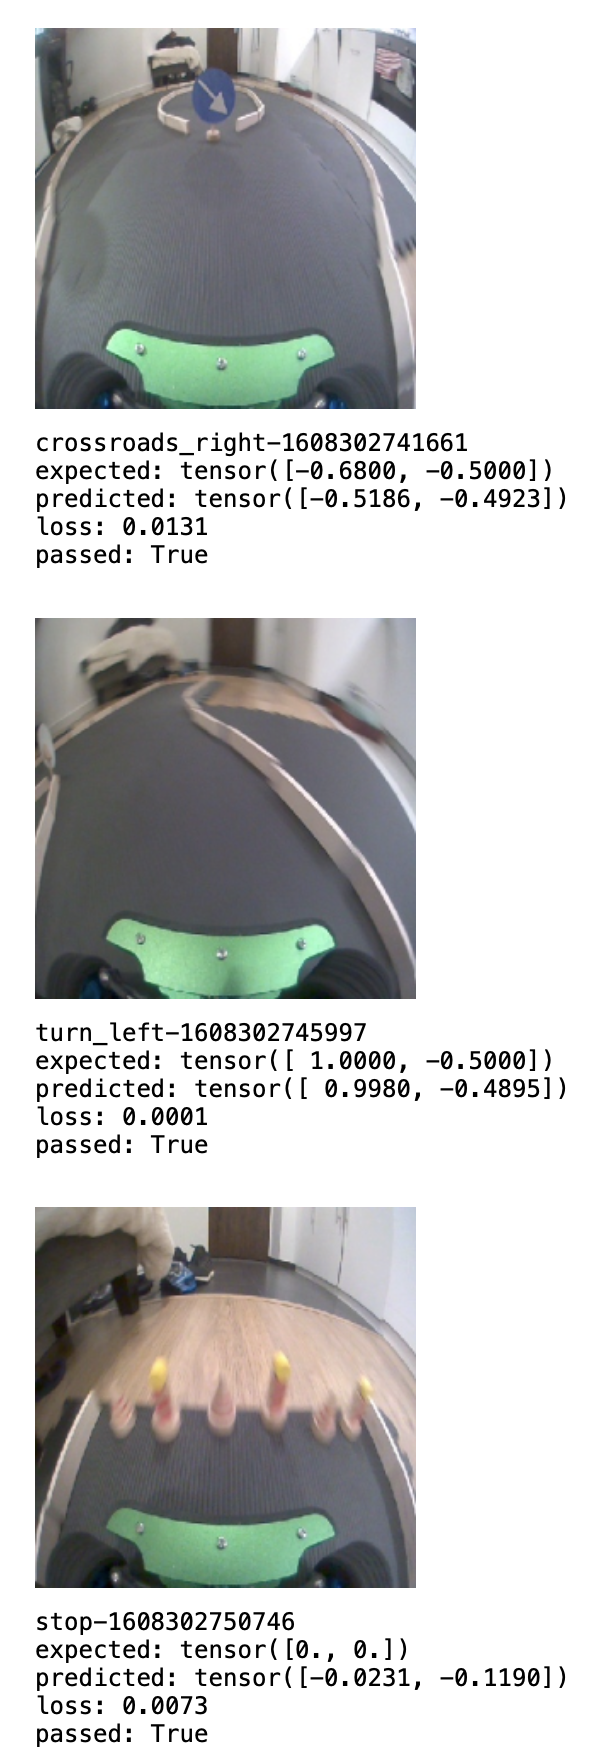 crossroads_right-1608302741661
expected: tensor([-0.6800, -0.5000])
predicted: tensor([-0.5186, -0.4923])
loss: 0.0131
passed: True
turn_left-1608302745997
expected: tensor([ 1.0000, -0.5000])
predicted: tensor([ 0.9980, -0.4895])
loss: 0.0001
passed: True
stop-1608302750746
expected: tensor([0., 0.])
predicted: tensor([-0.0231, -0.1190])
loss: 0.0073
passed: True